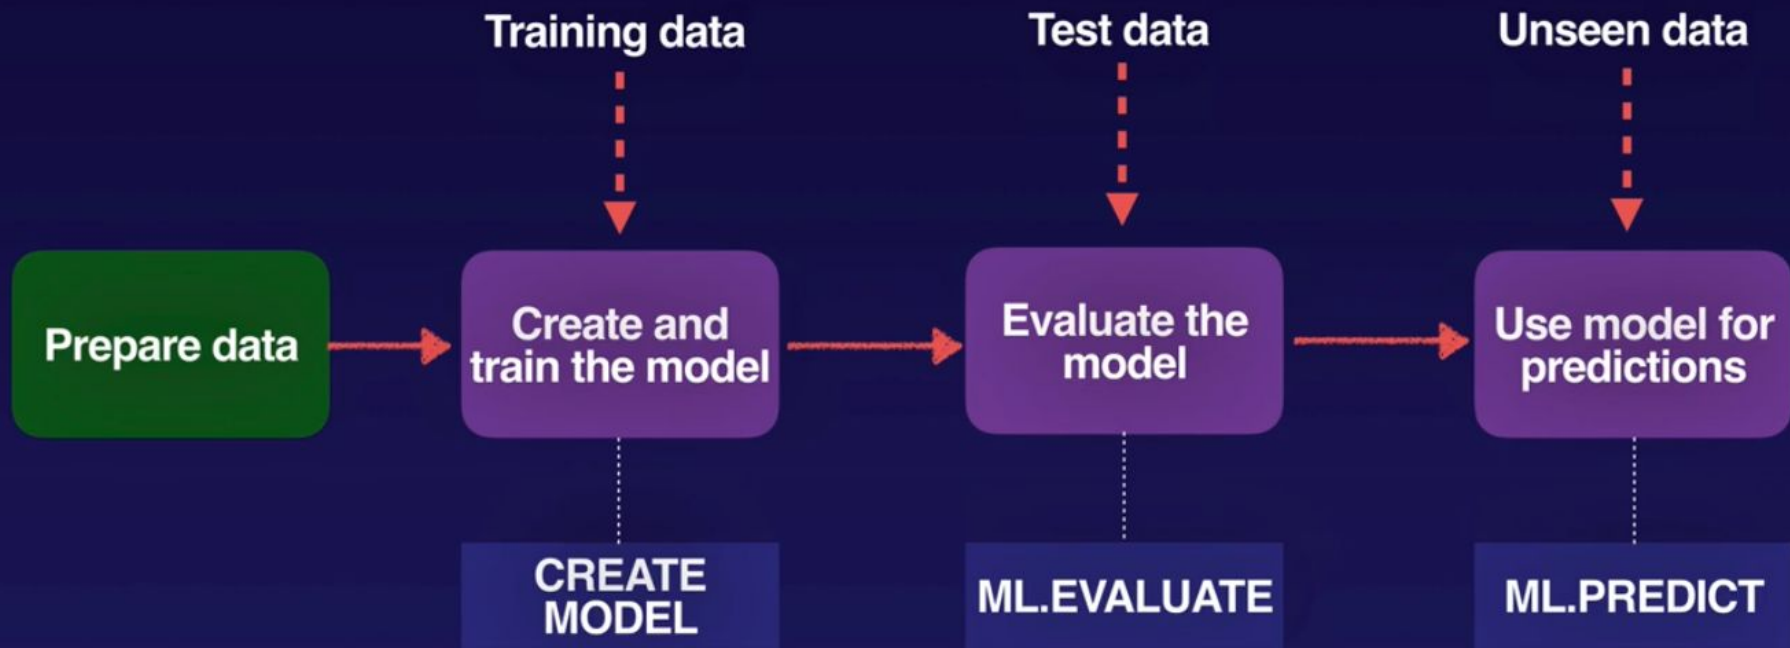 Training data
Test data
Unseen data
Prepare data
Create and
train the model
Evaluate the
model
Use model for
predictions
CREATE
MODEL
ML.EVALUATE
ML.PREDICT